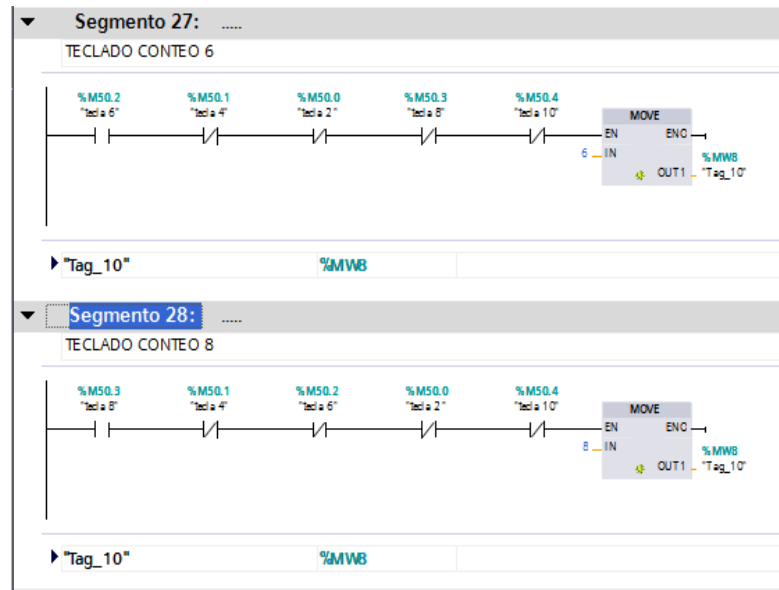 Segmento 27: .....
TECLADO CONTEO 6
%M50.2 %M50.1 %M50.0 %M50.3 %M50.4
"tecla 6" "tecla 4" "tecla 2" "tecla 8" "tecla 10"
MOVE
EN ENO
6 IN %MW8
OUT1 "Tag_10"
"Tag_10" %MW8
Segmento 28: .....
TECLADO CONTEO 8
%M50.3 %M50.1 %M50.2 %M50.0 %M50.4
"tecla 8" "tecla 4" "tecla 6" "tecla 2" "tecla 10"
MOVE
EN ENO
8 IN %MW8
OUT1 "Tag_10"
"Tag_10" %MW8